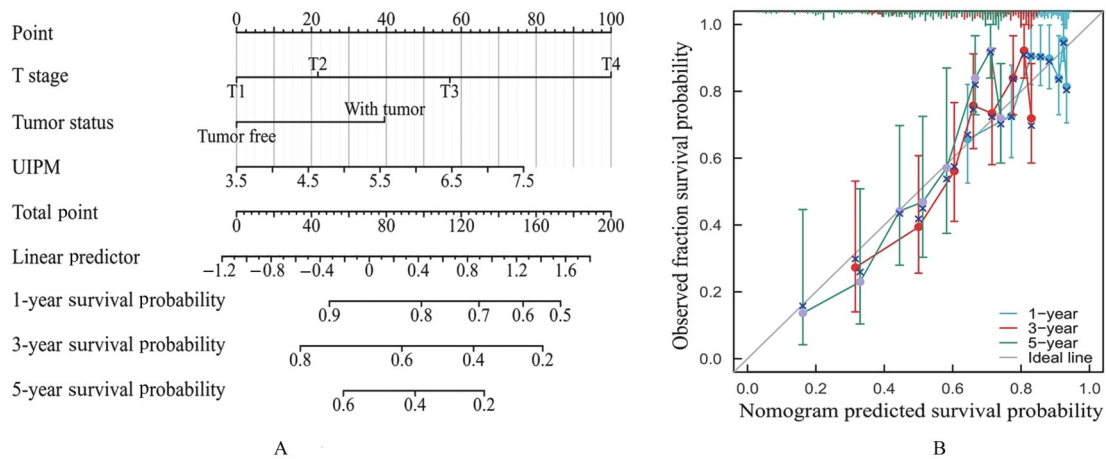 Point
0 20 40 60 80 100
T stage
T2 T4
T1 T3
Tumor status
With tumor
Tumor free
UIPM
3.5 4.5 5.5 6.5 7.5
Total point
0 40 80 120 160 200
Linear predictor
−1.2 −0.8 −0.4 0 0.4 0.8 1.2 1.6
1-year survival probability
0.9 0.8 0.7 0.6 0.5
3-year survival probability
0.8 0.6 0.4 0.2
5-year survival probability
0.6 0.4 0.2
A
Observed fraction survival probability
1.0
0.8
0.6
0.4
0.2
0.0
1−year
3−year
5−year
Ideal line
0.0 0.2 0.4 0.6 0.8 1.0
Nomogram predicted survival probability
B